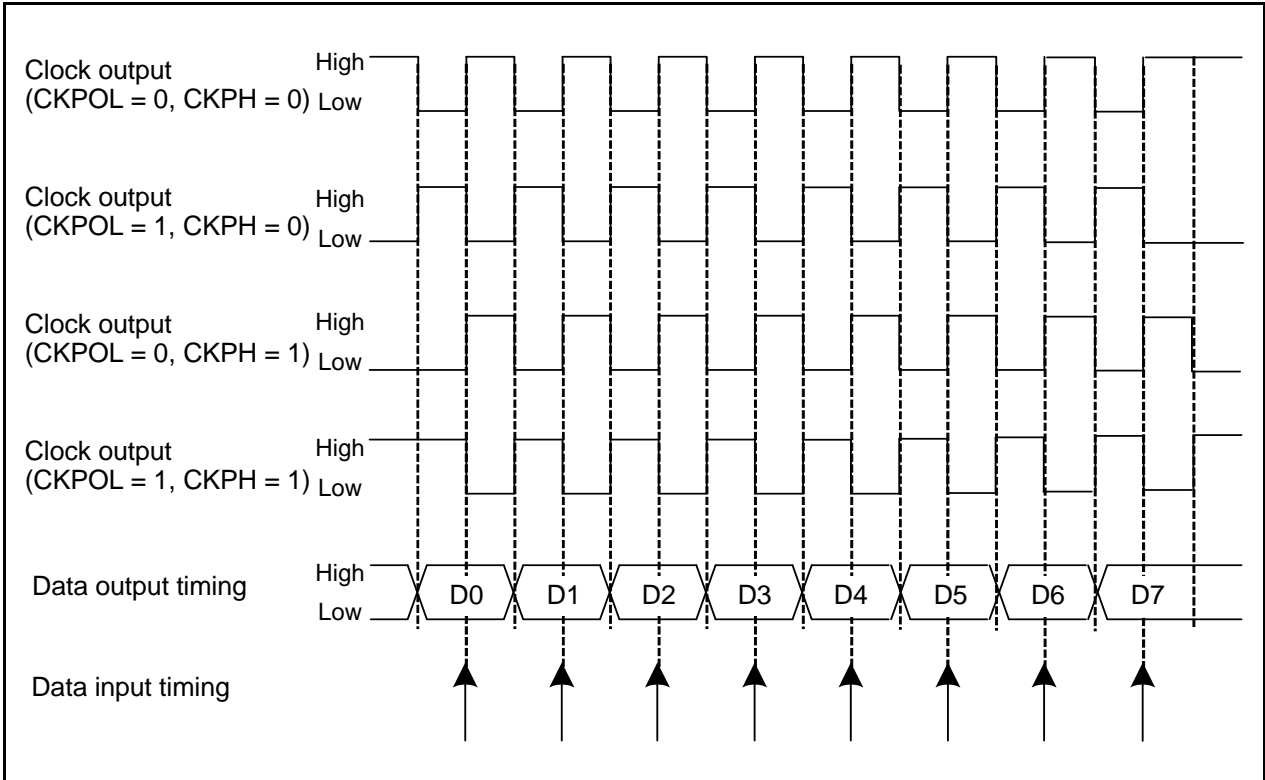 Clock output
(CKPOL = 0, CKPH = 0)
High
Low
Clock output
(CKPOL = 1, CKPH = 0)
High
Low
Clock output
(CKPOL = 0, CKPH = 1)
High
Low
Clock output
(CKPOL = 1, CKPH = 1)
High
Low
Data output timing
High
Low
D0 D1 D2 D3 D4 D5 D6 D7
Data input timing